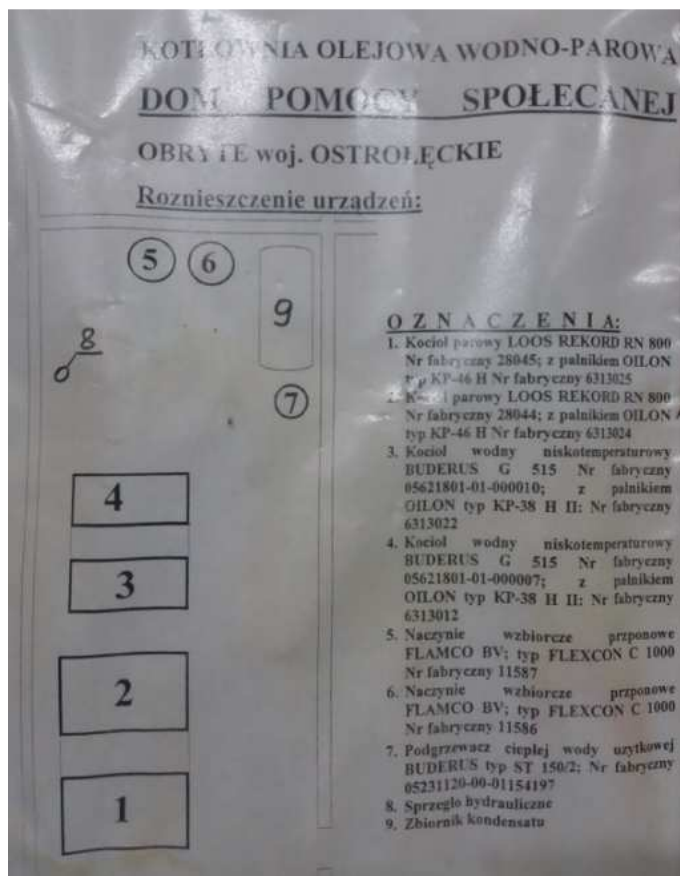 KOTŁOWNIA OLEJOWA WODNO-PAROWA
DOM POMOCY SPOŁECANEJ
OBRYTE woj. OSTROŁĘCKIE
Roznieszczenie urządzeń:
5 6
9
8
7
4
3
2
1
OZNACZENIA:
1. Kocioł parowy LOOS REKORD RN 800
Nr fabryczny 28045; z palnikiem OILON
typ KP-46 H Nr fabryczny 6313025
2. Kocioł parowy LOOS REKORD RN 800
Nr fabryczny 28044; z palnikiem OILON
typ KP-46 H Nr fabryczny 6313024
3. Kocioł wodny niskotemperaturowy
BUDERUS G 515 Nr fabryczny
05621801-01-000010; z palnikiem
OILON typ KP-38 H II: Nr fabryczny
6313022
4. Kocioł wodny niskotemperaturowy
BUDERUS G 515 Nr fabryczny
05621801-01-000007; z palnikiem
OILON typ KP-38 H II: Nr fabryczny
6313012
5. Naczynie wzbiorcze przponowe
FLAMCO BV; typ FLEXCON C 1000
Nr fabryczny 11587
6. Naczynie wzbiorcze przponowe
FLAMCO BV; typ FLEXCON C 1000
Nr fabryczny 11586
7. Podgrzewacz cieplej wody uzytkowej
BUDERUS typ ST 150/2; Nr fabryczny
05231120-00-01154197
8. Sprzęgło hydrauliczne
9. Zbiornik kondensatu